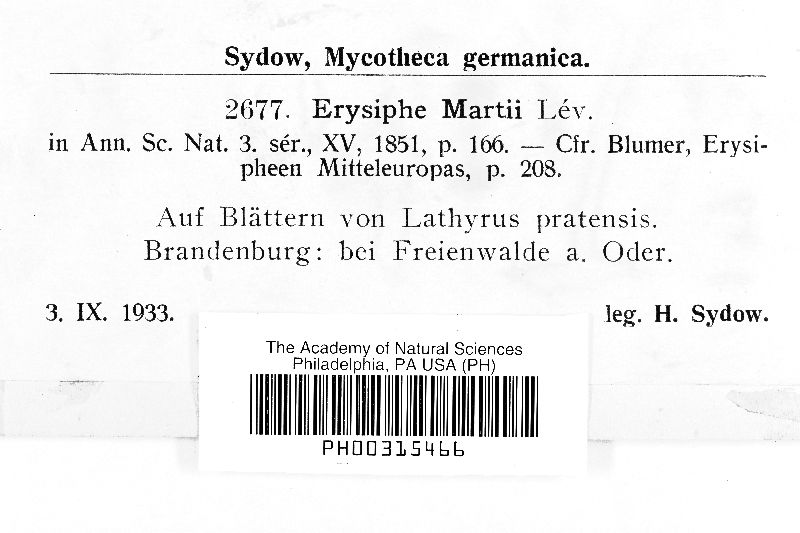 Sydow, Mycotheca germanica.
2677. Erysiphe Martii Lév.
in Ann. Sc. Nat. 3. sér., XV, 1851, p. 166. — Cfr. Blumer, Erysi-
pheen Mitteleuropas, p. 208.
Auf Blättern von Lathyrus pratensis.
Brandenburg: bei Freienwalde a. Oder.
3. IX. 1933. leg. H. Sydow.
The Academy of Natural Sciences
Philadelphia, PA USA (PH)
PH00315466